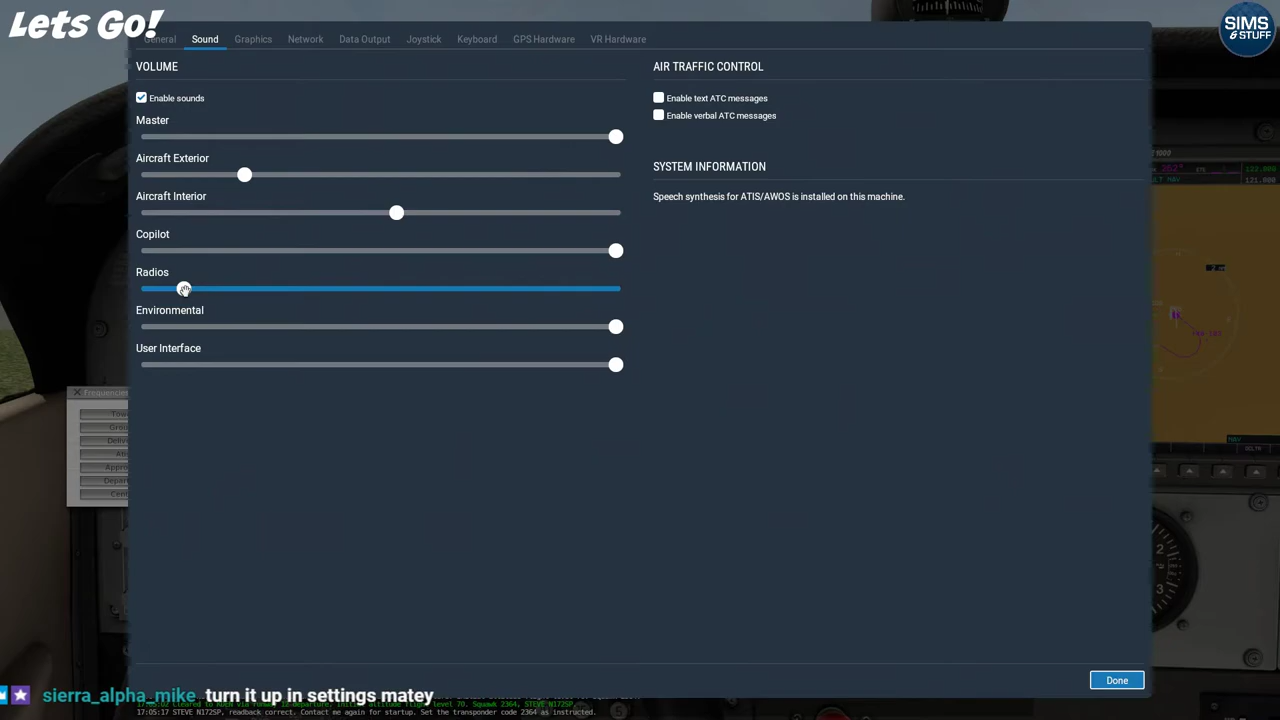 Lets Go!
SIMS
& STUFF
General Sound Graphics Network Data Output Joystick Keyboard GPS Hardware VR Hardware
VOLUME
Enable sounds
Master
Aircraft Exterior
Aircraft Interior
Copilot
Radios
Environmental
User Interface
AIR TRAFFIC CONTROL
Enable text ATC messages
Enable verbal ATC messages
SYSTEM INFORMATION
Speech synthesis for ATIS/AWOS is installed on this machine.
Frequencies
Done
sierra_alpha_mike turn it up in settings matey
17:05:17 STEVE N172SP, readback correct. Contact me again for startup. Set the transponder code 2364 as instructed.